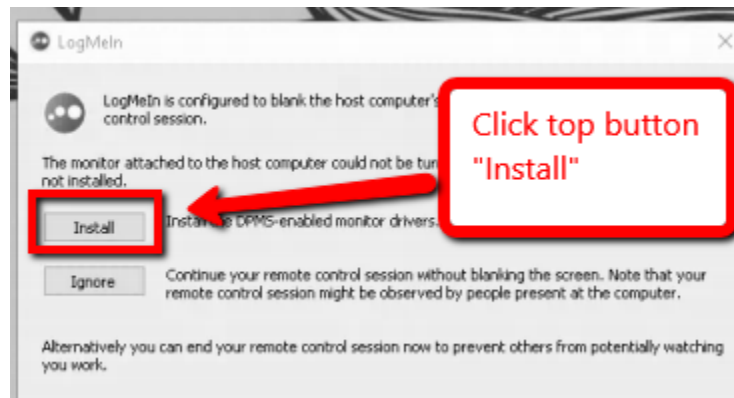 LogMeIn
LogMeIn is configured to blank the host computer's
control session.
Click top button
"Install"
The monitor attached to the host computer could not be
not installed.
Install
Install DPMS-enabled monitor drivers.
Ignore
Continue your remote control session without blanking the screen. Note that your
remote control session might be observed by people present at the computer.
Alternatively you can end your remote control session now to prevent others from potentially watching
you work.